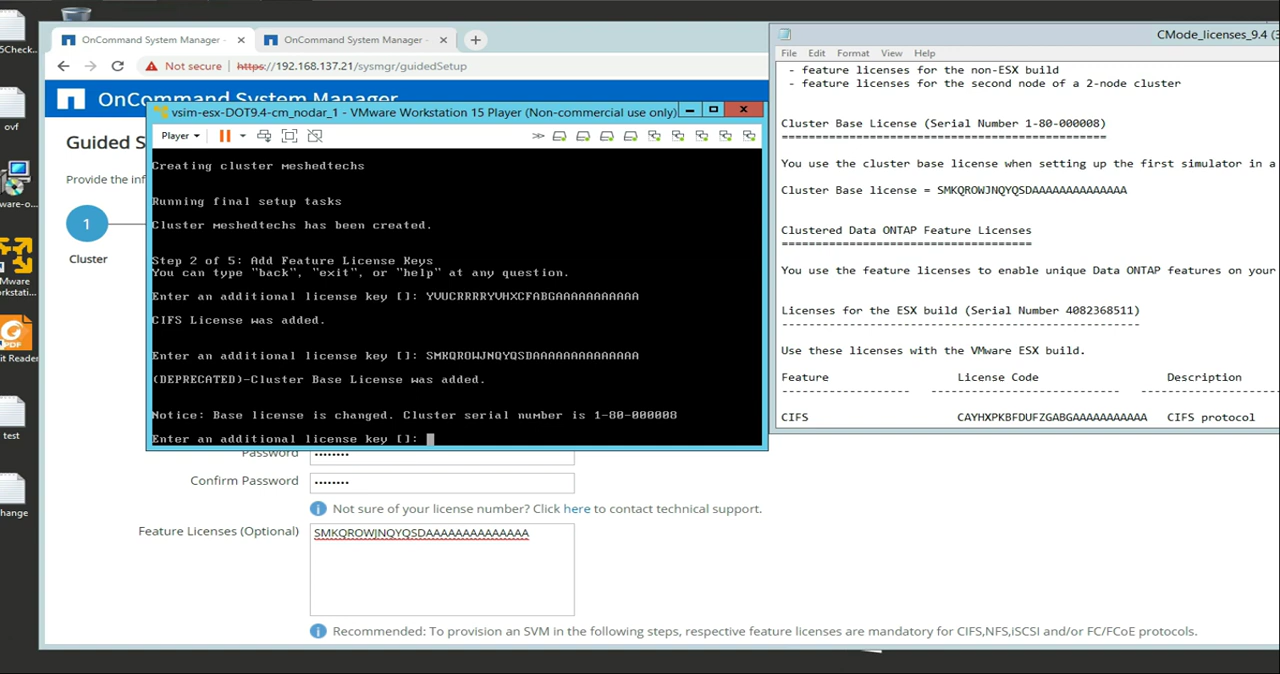 5Check...
ovf
ware-o...
Mware
orkstati...
it Reader
test
hange
OnCommand System Manager -
OnCommand System Manager -
Not secure
https://192.168.137.21/sysmgr/guidedSetup
OnCommand System Manager
Guided S
Provide the inf
1
Cluster
vsim-esx-DOT9.4-cm_nodar_1 - VMware Workstation 15 Player (Non-commercial use only)
Player
Creating cluster meshedtechs
Running final setup tasks
Cluster meshedtechs has been created.
Step 2 of 5: Add Feature License Keys
You can type "back", "exit", or "help" at any question.
Enter an additional license key []: YVUCRRRRYVHXCFABGAAAAAAAAAAA
CIFS License was added.
Enter an additional license key []: SMKQROWJNQYQSDAAAAAAAAAAAAAA
(DEPRECATED)-Cluster Base License was added.
Notice: Base license is changed. Cluster serial number is 1-80-000008
Enter an additional license key []:
Password
Confirm Password
Not sure of your license number? Click here to contact technical support.
Feature Licenses (Optional)
SMKQROWJNQYQSDAAAAAAAAAAAAAA
Recommended: To provision an SVM in the following steps, respective feature licenses are mandatory for CIFS,NFS,iSCSI and/or FC/FCoE protocols.
CMode_licenses_9.4 (3
File Edit Format View Help
- feature licenses for the non-ESX build
- feature licenses for the second node of a 2-node cluster
Cluster Base License (Serial Number 1-80-000008)
================================================
You use the cluster base license when setting up the first simulator in a
Cluster Base license = SMKQROWJNQYQSDAAAAAAAAAAAAAA
Clustered Data ONTAP Feature Licenses
=====================================
You use the feature licenses to enable unique Data ONTAP features on your
Licenses for the ESX build (Serial Number 4082368511)
-----------------------------------------------------
Use these licenses with the VMware ESX build.
Feature License Code Description
CIFS CAYHXPKBFDUFZGABGAAAAAAAAAAA CIFS protocol